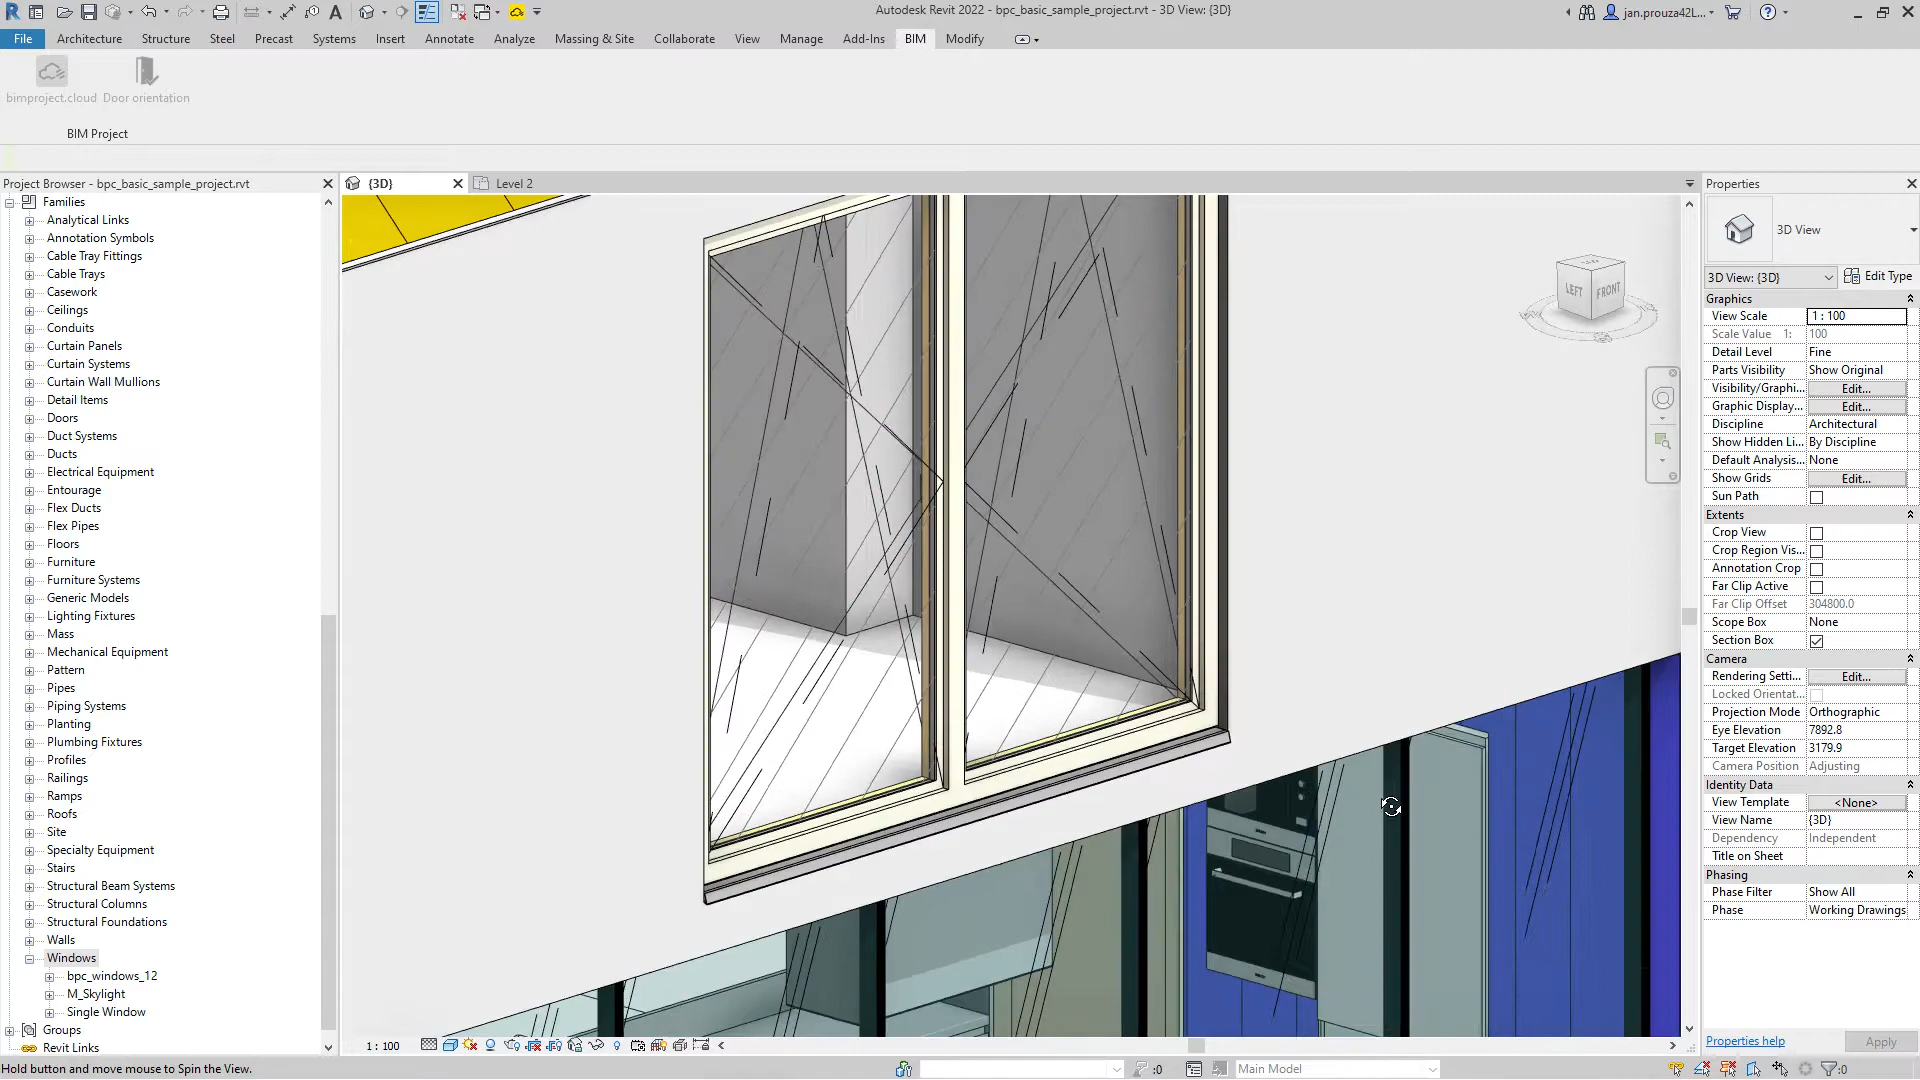 Autodesk Revit 2022 - bpc_basic_sample_project.rvt - 3D View: {3D}
jan.prouza42L...
File Architecture Structure Steel Precast Systems Insert Annotate Analyze Massing & Site Collaborate View Manage Add-Ins BIM Modify
bimproject.cloud Door orientation
BIM Project
Project Browser - bpc_basic_sample_project.rvt
{3D}
Level 2
Properties
Families
Analytical Links
Annotation Symbols
Cable Tray Fittings
Cable Trays
Casework
Ceilings
Conduits
Curtain Panels
Curtain Systems
Curtain Wall Mullions
Detail Items
Doors
Duct Systems
Ducts
Electrical Equipment
Entourage
Flex Ducts
Flex Pipes
Floors
Furniture
Furniture Systems
Generic Models
Lighting Fixtures
Mass
Mechanical Equipment
Pattern
Pipes
Piping Systems
Planting
Plumbing Fixtures
Profiles
Railings
Ramps
Roofs
Site
Specialty Equipment
Stairs
Structural Beam Systems
Structural Columns
Structural Foundations
Walls
Windows
bpc_windows_12
M_Skylight
Single Window
Groups
Revit Links
LEFT FRONT
3D View
3D View: {3D} Edit Type
Graphics
View Scale 1 : 100
Scale Value 1: 100
Detail Level Fine
Parts Visibility Show Original
Visibility/Graphi... Edit...
Graphic Display... Edit...
Discipline Architectural
Show Hidden Li... By Discipline
Default Analysis... None
Show Grids Edit...
Sun Path
Extents
Crop View
Crop Region Vis...
Annotation Crop
Far Clip Active
Far Clip Offset 304800.0
Scope Box None
Section Box
Camera
Rendering Setti... Edit...
Locked Orientat...
Projection Mode Orthographic
Eye Elevation 7892.8
Target Elevation 3179.9
Camera Position Adjusting
Identity Data
View Template <None>
View Name {3D}
Dependency Independent
Title on Sheet
Phasing
Phase Filter Show All
Phase Working Drawings
Properties help Apply
1 : 100
Hold button and move mouse to Spin the View.
:0
Main Model
:0